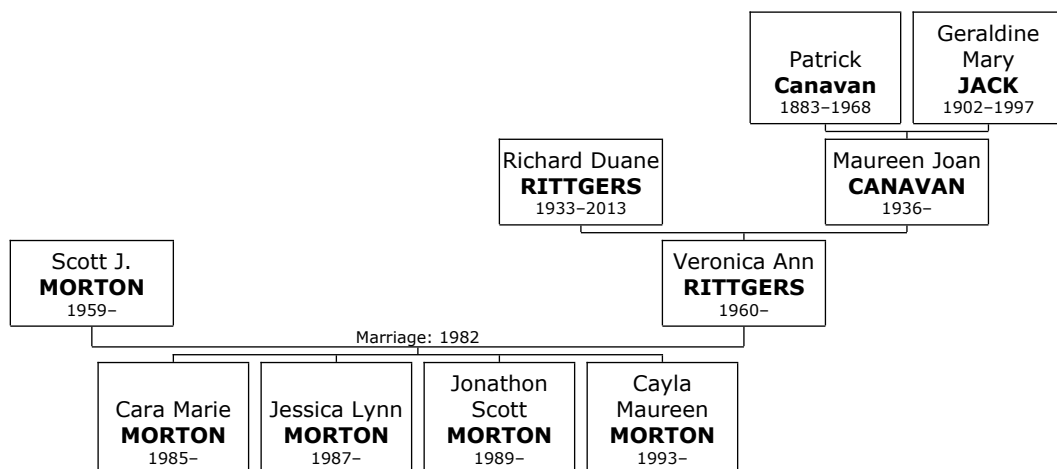 Patrick
Canavan
1883–1968
Geraldine
Mary
JACK
1902–1997
Richard Duane
RITTGERS
1933–2013
Maureen Joan
CANAVAN
1936–
Scott J.
MORTON
1959–
Veronica Ann
RITTGERS
1960–
Marriage: 1982
Cara Marie
MORTON
1985–
Jessica Lynn
MORTON
1987–
Jonathon
Scott
MORTON
1989–
Cayla
Maureen
MORTON
1993–